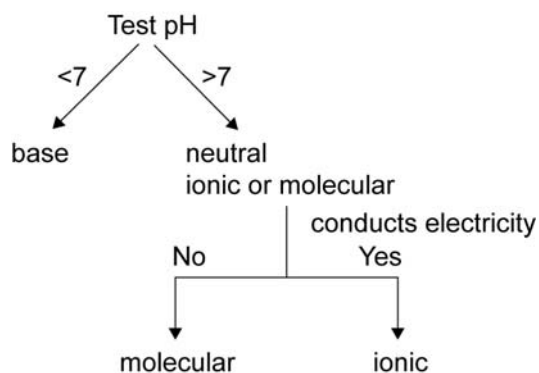 Test pH
<7 >7
base neutral
ionic or molecular
conducts electricity
No Yes
molecular ionic